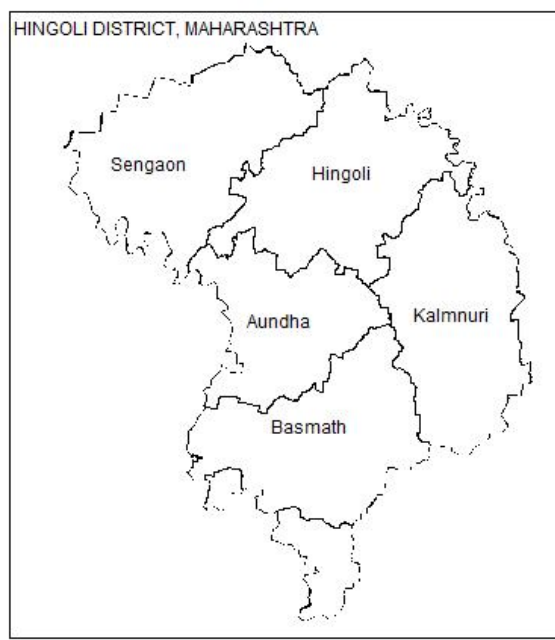 HINGOLI DISTRICT, MAHARASHTRA
Sengaon
Hingoli
Aundha
Kalmnuri
Basmath